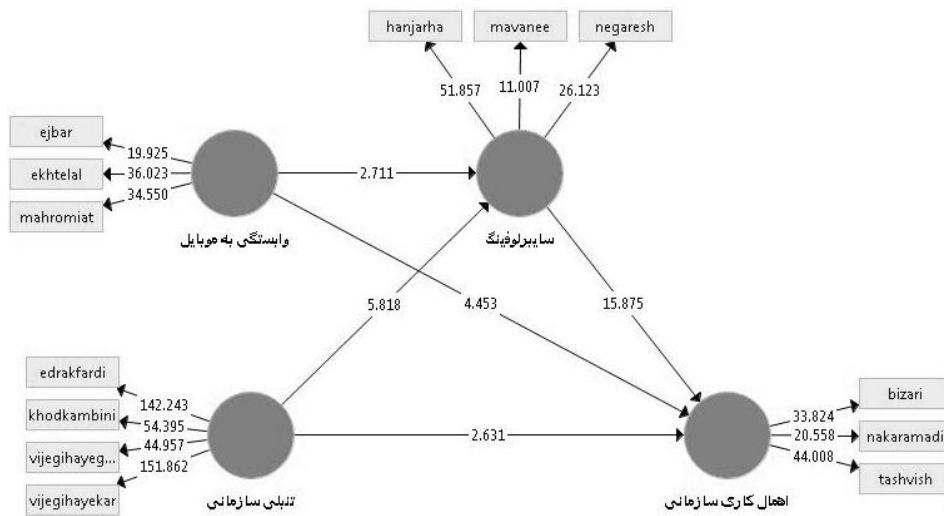 hanjarha
mavanee
negaresh
51.857
11.007
26.123
ejbar
19.925
ekhtelal
36.023
mahromiat
34.550
2.711
وابستگی به موبایل
سایبرلوفینگ
5.818
4.453
15.875
edrakfardi
142.243
khodkambini
54.395
vijegihayeg...
44.957
vijegihayekar
151.862
2.631
bizari
33.824
nakaramadi
20.558
tashvish
44.008
تنبلی سازمانی
اهمال کاری سازمانی